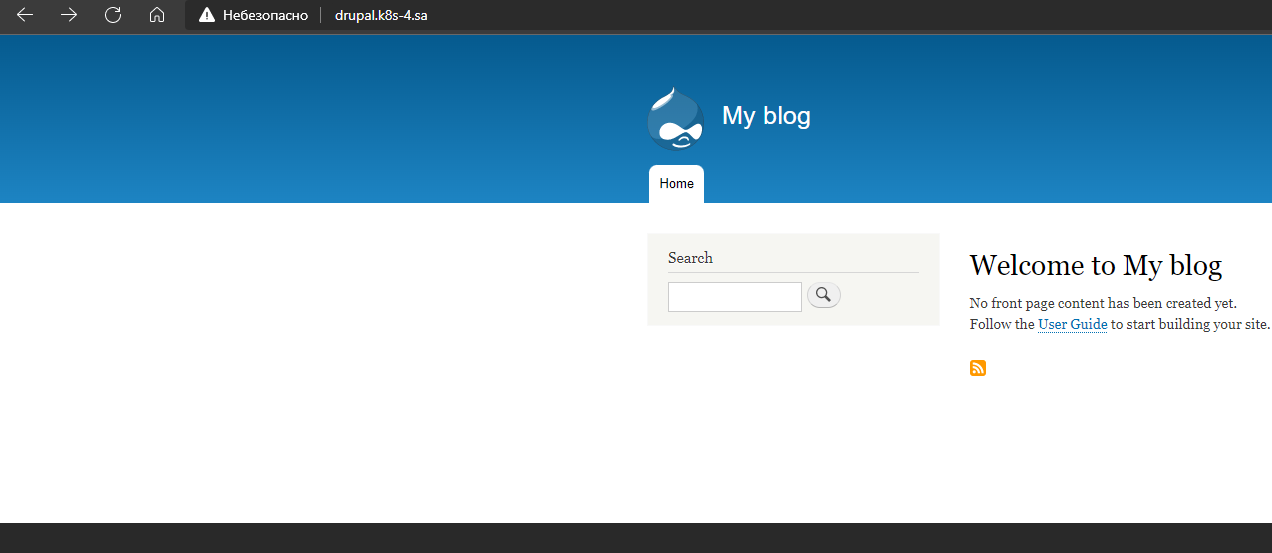 Небезопасно drupal.k8s-4.sa
My blog
Home
Search
Welcome to My blog
No front page content has been created yet.
Follow the User Guide to start building your site.